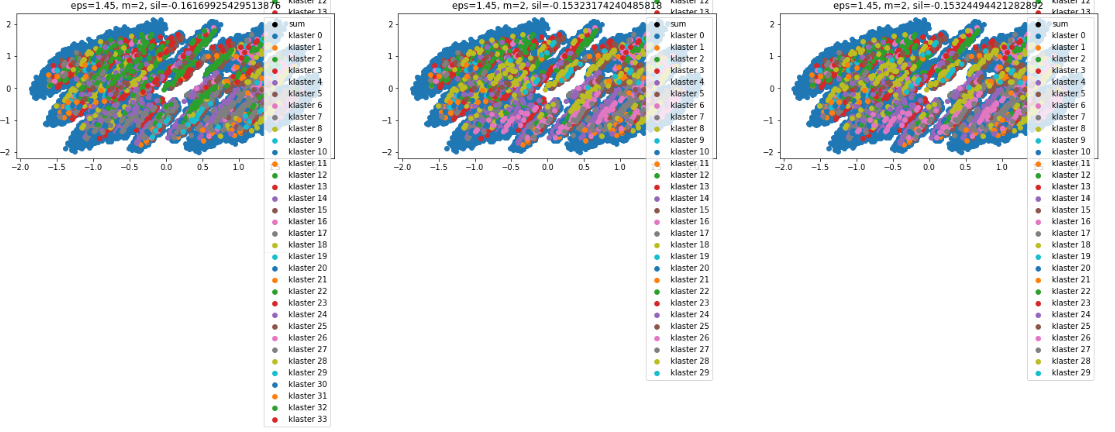 eps=1.45, m=2, sil=-0.16169925429513876
klaster 12
klaster 13
sum
klaster 0
klaster 1
klaster 2
klaster 3
klaster 4
klaster 5
klaster 6
klaster 7
klaster 8
klaster 9
klaster 10
klaster 11
klaster 12
klaster 13
klaster 14
klaster 15
klaster 16
klaster 17
klaster 18
klaster 19
klaster 20
klaster 21
klaster 22
klaster 23
klaster 24
klaster 25
klaster 26
klaster 27
klaster 28
klaster 29
klaster 30
klaster 31
klaster 32
klaster 33
2
1
0
−1
−2
−2.0 −1.5 −1.0 −0.5 0.0 0.5 1.0
eps=1.45, m=2, sil=-0.15323174240485818
klaster 12
klaster 13
sum
klaster 0
klaster 1
klaster 2
klaster 3
klaster 4
klaster 5
klaster 6
klaster 7
klaster 8
klaster 9
klaster 10
klaster 11
klaster 12
klaster 13
klaster 14
klaster 15
klaster 16
klaster 17
klaster 18
klaster 19
klaster 20
klaster 21
klaster 22
klaster 23
klaster 24
klaster 25
klaster 26
klaster 27
klaster 28
klaster 29
2
1
0
−1
−2
−2.0 −1.5 −1.0 −0.5 0.0 0.5 1.0
eps=1.45, m=2, sil=-0.15324494421282892
klaster 12
klaster 13
sum
klaster 0
klaster 1
klaster 2
klaster 3
klaster 4
klaster 5
klaster 6
klaster 7
klaster 8
klaster 9
klaster 10
klaster 11
klaster 12
klaster 13
klaster 14
klaster 15
klaster 16
klaster 17
klaster 18
klaster 19
klaster 20
klaster 21
klaster 22
klaster 23
klaster 24
klaster 25
klaster 26
klaster 27
klaster 28
klaster 29
2
1
0
−1
−2
−2.0 −1.5 −1.0 −0.5 0.0 0.5 1.0